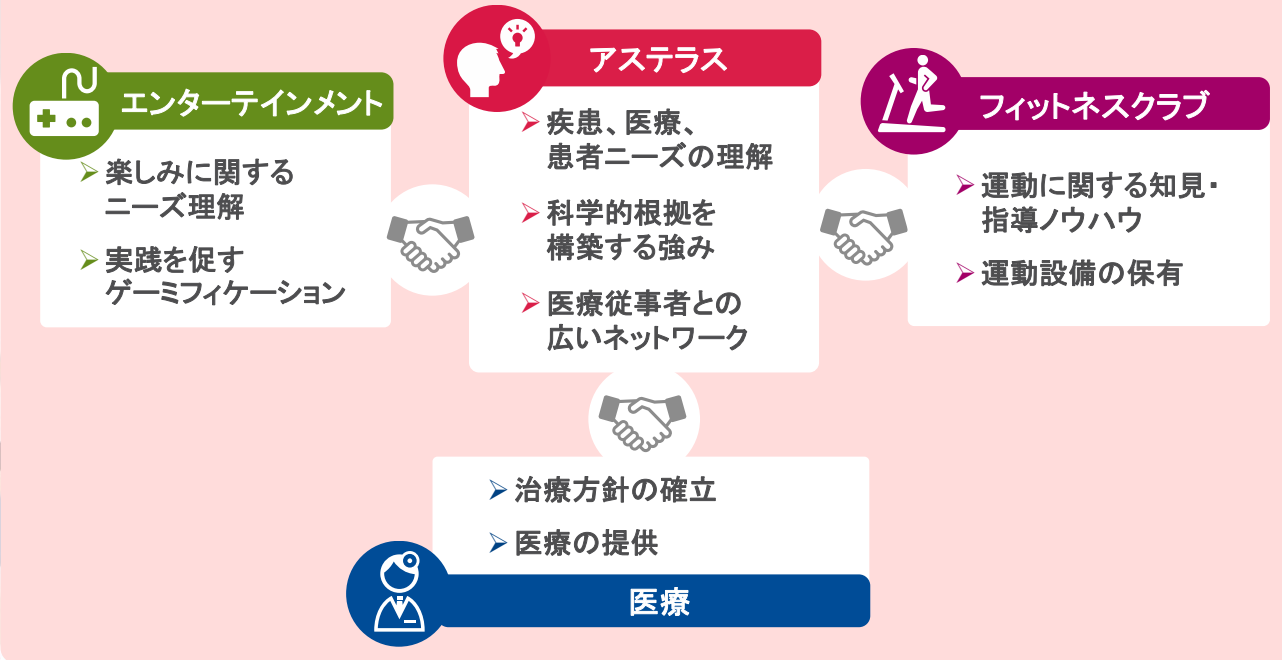 エンターテインメント
➢ 楽しみに関する
ニーズ理解
➢ 実践を促す
ゲーミフィケーション
アステラス
➢ 疾患、医療、
患者ニーズの理解
➢ 科学的根拠を
構築する強み
➢ 医療従事者との
広いネットワーク
フィットネスクラブ
➢ 運動に関する知見・
指導ノウハウ
➢ 運動設備の保有
➢ 治療方針の確立
➢ 医療の提供
医療